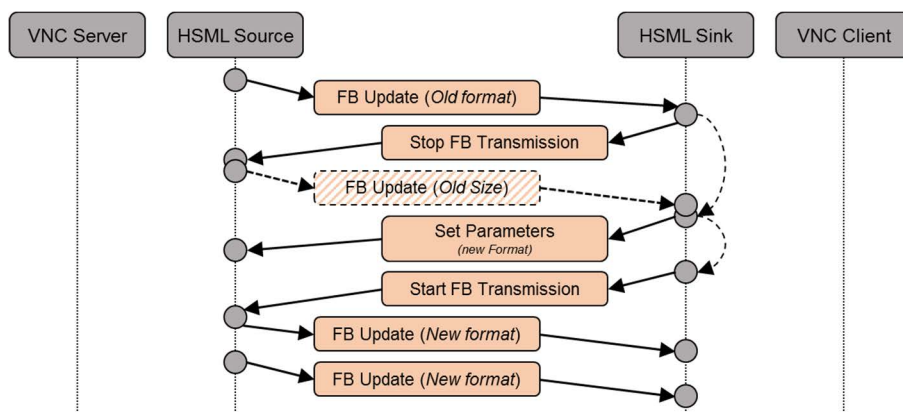 VNC Server
HSML Source
HSML Sink
VNC Client
FB Update (Old format)
Stop FB Transmission
FB Update (Old Size)
Set Parameters
(new Format)
Start FB Transmission
FB Update (New format)
FB Update (New format)